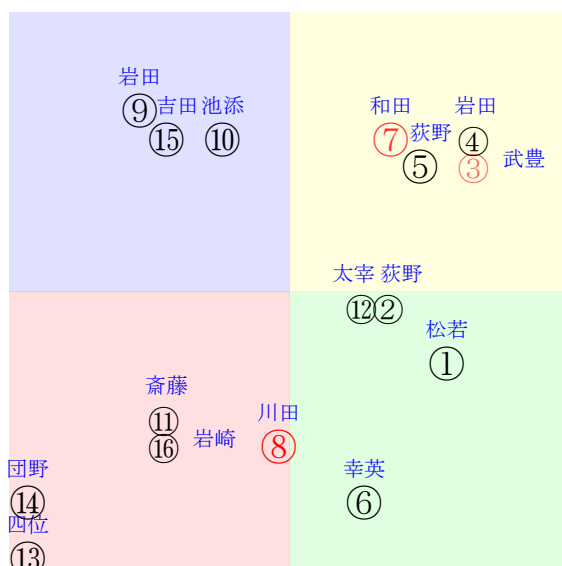 岩田
⑨
吉田
⑮
池添
⑩
和田
⑦
荻野
⑤
岩田
④
③
武豊
太宰
⑫
荻野
②
松若
①
斎藤
⑪
⑯
岩崎
川田
⑧
幸英
⑥
団野
⑭
四位
⑬